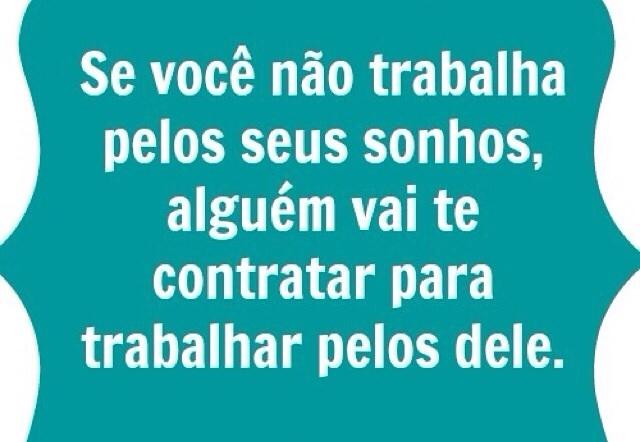 Se você não trabalha
pelos seus sonhos,
alguém vai te
contratar para
trabalhar pelos dele.